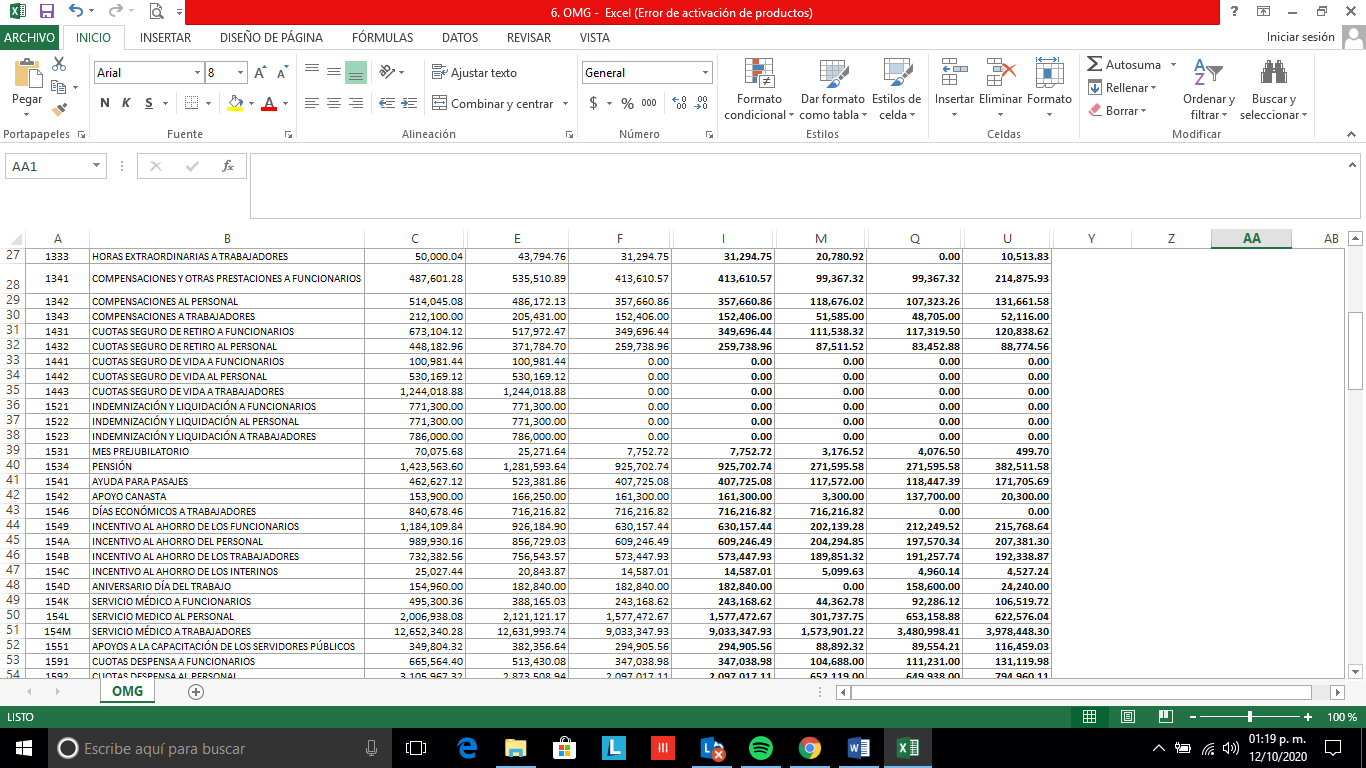 6. OMG - Excel (Error de activación de productos)
ARCHIVO INICIO INSERTAR DISEÑO DE PÁGINA FÓRMULAS DATOS REVISAR VISTA Iniciar sesión
Pegar Arial 8 Ajustar texto General Formato condicional Dar formato como tabla Estilos de celda Insertar Eliminar Formato Autosuma Rellenar Borrar Ordenar y filtrar Buscar y seleccionar
N K S Combinar y centrar $ % 000
Portapapeles Fuente Alineación Número Estilos Celdas Modificar
AA1 fx
A B C E F I M Q U Y Z AA AB
27 1333 HORAS EXTRAORDINARIAS A TRABAJADORES 50,000.04 43,794.76 31,294.75 31,294.75 20,780.92 0.00 10,513.83
28 1341 COMPENSACIONES Y OTRAS PRESTACIONES A FUNCIONARIOS 487,601.28 535,510.89 413,610.57 413,610.57 99,367.32 99,367.32 214,875.93
29 1342 COMPENSACIONES AL PERSONAL 514,045.08 486,172.13 357,660.86 357,660.86 118,676.02 107,323.26 131,661.58
30 1343 COMPENSACIONES A TRABAJADORES 212,100.00 205,431.00 152,406.00 152,406.00 51,585.00 48,705.00 52,116.00
31 1431 CUOTAS SEGURO DE RETIRO A FUNCIONARIOS 673,104.12 517,972.47 349,696.44 349,696.44 111,538.32 117,319.50 120,838.62
32 1432 CUOTAS SEGURO DE RETIRO AL PERSONAL 448,182.96 371,784.70 259,738.96 259,738.96 87,511.52 83,452.88 88,774.56
33 1441 CUOTAS SEGURO DE VIDA A FUNCIONARIOS 100,981.44 100,981.44 0.00 0.00 0.00 0.00 0.00
34 1442 CUOTAS SEGURO DE VIDA AL PERSONAL 530,169.12 530,169.12 0.00 0.00 0.00 0.00 0.00
35 1443 CUOTAS SEGURO DE VIDA A TRABAJADORES 1,244,018.88 1,244,018.88 0.00 0.00 0.00 0.00 0.00
36 1521 INDEMNIZACIÓN Y LIQUIDACIÓN A FUNCIONARIOS 771,300.00 771,300.00 0.00 0.00 0.00 0.00 0.00
37 1522 INDEMNIZACIÓN Y LIQUIDACIÓN AL PERSONAL 771,300.00 771,300.00 0.00 0.00 0.00 0.00 0.00
38 1523 INDEMNIZACIÓN Y LIQUIDACIÓN A TRABAJADORES 786,000.00 786,000.00 0.00 0.00 0.00 0.00 0.00
39 1531 MES PREJUBILATORIO 70,075.68 25,271.64 7,752.72 7,752.72 3,176.52 4,076.50 499.70
40 1534 PENSIÓN 1,423,563.60 1,281,593.64 925,702.74 925,702.74 271,595.58 271,595.58 382,511.58
41 1541 AYUDA PARA PASAJES 462,627.12 523,381.86 407,725.08 407,725.08 117,572.00 118,447.39 171,705.69
42 1542 APOYO CANASTA 153,900.00 166,250.00 161,300.00 161,300.00 3,300.00 137,700.00 20,300.00
43 1546 DÍAS ECONÓMICOS A TRABAJADORES 840,678.46 716,216.82 716,216.82 716,216.82 716,216.82 0.00 0.00
44 1549 INCENTIVO AL AHORRO DE LOS FUNCIONARIOS 1,184,109.84 926,184.90 630,157.44 630,157.44 202,139.28 212,249.52 215,768.64
45 154A INCENTIVO AL AHORRO DEL PERSONAL 989,930.16 856,729.03 609,246.49 609,246.49 204,294.85 197,570.34 207,381.30
46 154B INCENTIVO AL AHORRO DE LOS TRABAJADORES 732,382.56 756,543.57 573,447.93 573,447.93 189,851.32 191,257.74 192,338.87
47 154C INCENTIVO AL AHORRO DE LOS INTERINOS 25,027.44 20,843.87 14,587.01 14,587.01 5,099.63 4,960.14 4,527.24
48 154D ANIVERSARIO DÍA DEL TRABAJO 154,960.00 182,840.00 182,840.00 182,840.00 0.00 158,600.00 24,240.00
49 154K SERVICIO MÉDICO A FUNCIONARIOS 495,300.36 388,165.03 243,168.62 243,168.62 44,362.78 92,286.12 106,519.72
50 154L SERVICIO MEDICO AL PERSONAL 2,006,938.08 2,121,121.17 1,577,472.67 1,577,472.67 301,737.75 653,158.88 622,576.04
51 154M SERVICIO MÉDICO A TRABAJADORES 12,652,340.28 12,631,993.74 9,033,347.93 9,033,347.93 1,573,901.22 3,480,998.41 3,978,448.30
52 1551 APOYOS A LA CAPACITACIÓN DE LOS SERVIDORES PÚBLICOS 349,804.32 382,356.64 294,905.56 294,905.56 88,892.32 89,554.21 116,459.03
53 1591 CUOTAS DESPENSA A FUNCIONARIOS 665,564.40 513,430.08 347,038.98 347,038.98 104,688.00 111,231.00 131,119.98
54 1592 CUOTAS DESPENSA AL PERSONAL 3,105,967.32 2,873,508.94 2,097,017.11 2,097,017.11 652,119.00 649,938.00 794,960.11
OMG
LISTO 100 %
Escribe aquí para buscar 01:19 p. m.
12/10/2020